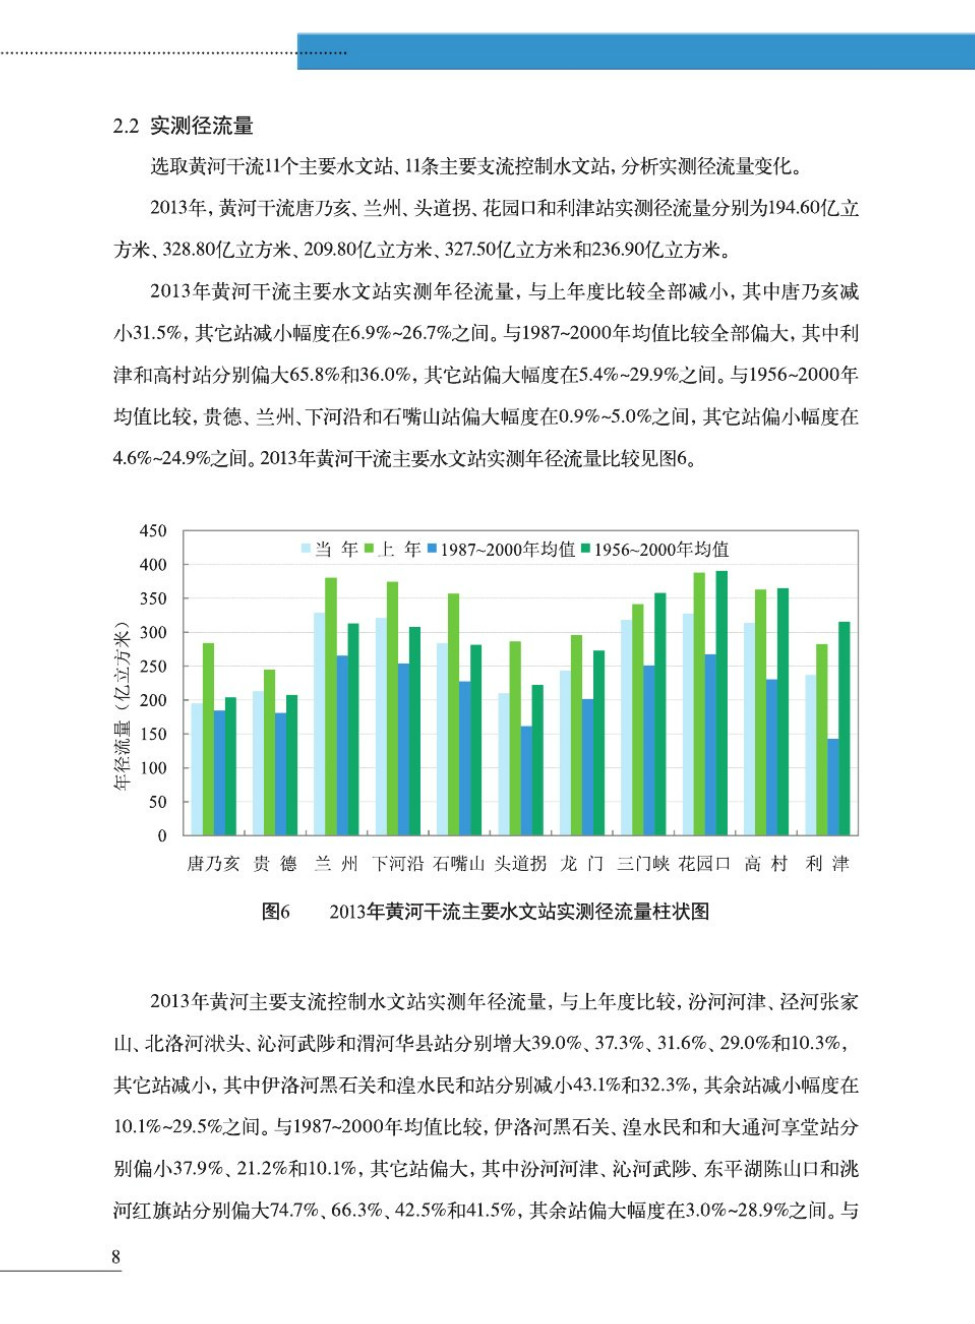 2.2 实测径流量
选取黄河干流11个主要水文站、11条主要支流控制水文站，分析实测径流量变化。
2013年，黄河干流唐乃亥、兰州、头道拐、花园口和利津站实测径流量分别为194.60亿立
方米、328.80亿立方米、209.80亿立方米、327.50亿立方米和236.90亿立方米。
2013年黄河干流主要水文站实测年径流量，与上年度比较全部减小，其中唐乃亥减
小31.5%，其它站减小幅度在6.9%~26.7%之间。与1987~2000年均值比较全部偏大，其中利
津和高村站分别偏大65.8%和36.0%，其它站偏大幅度在5.4%~29.9%之间。与1956~2000年
均值比较，贵德、兰州、下河沿和石嘴山站偏大幅度在0.9%~5.0%之间，其它站偏小幅度在
4.6%~24.9%之间。2013年黄河干流主要水文站实测年径流量比较见图6。
当 年 上 年 1987~2000年均值 1956~2000年均值
年径流量（亿立方米）
450
400
350
300
250
200
150
100
50
0
唐乃亥 贵 德 兰 州 下河沿 石嘴山 头道拐 龙 门 三门峡 花园口 高 村 利 津
图6 2013年黄河干流主要水文站实测径流量柱状图
2013年黄河主要支流控制水文站实测年径流量，与上年度比较，汾河河津、泾河张家
山、北洛河洑头、沁河武陟和渭河华县站分别增大39.0%、37.3%、31.6%、29.0%和10.3%，
其它站减小，其中伊洛河黑石关和湟水民和站分别减小43.1%和32.3%，其余站减小幅度在
10.1%~29.5%之间。与1987~2000年均值比较，伊洛河黑石关、湟水民和和大通河享堂站分
别偏小37.9%、21.2%和10.1%，其它站偏大，其中汾河河津、沁河武陟、东平湖陈山口和洮
河红旗站分别偏大74.7%、66.3%、42.5%和41.5%，其余站偏大幅度在3.0%~28.9%之间。与
8